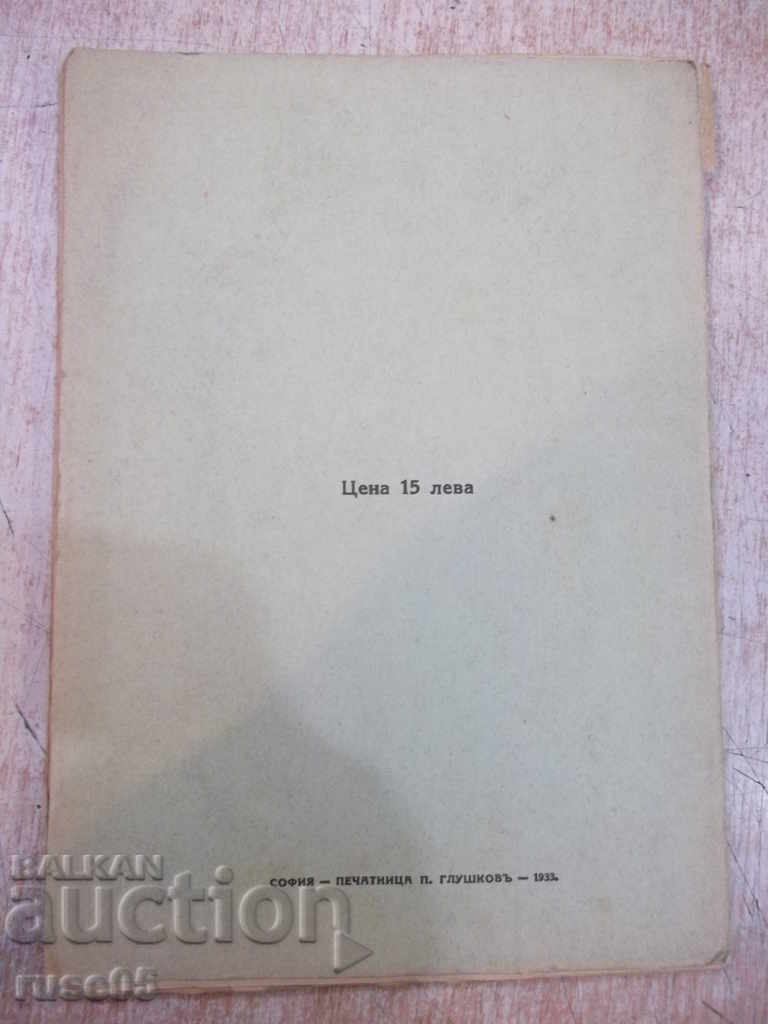 Цена 15 лева
СОФИЯ — ПЕЧАТНИЦА П. ГЛУШКОВЪ — 1933.
BALKAN
auction
ruse05